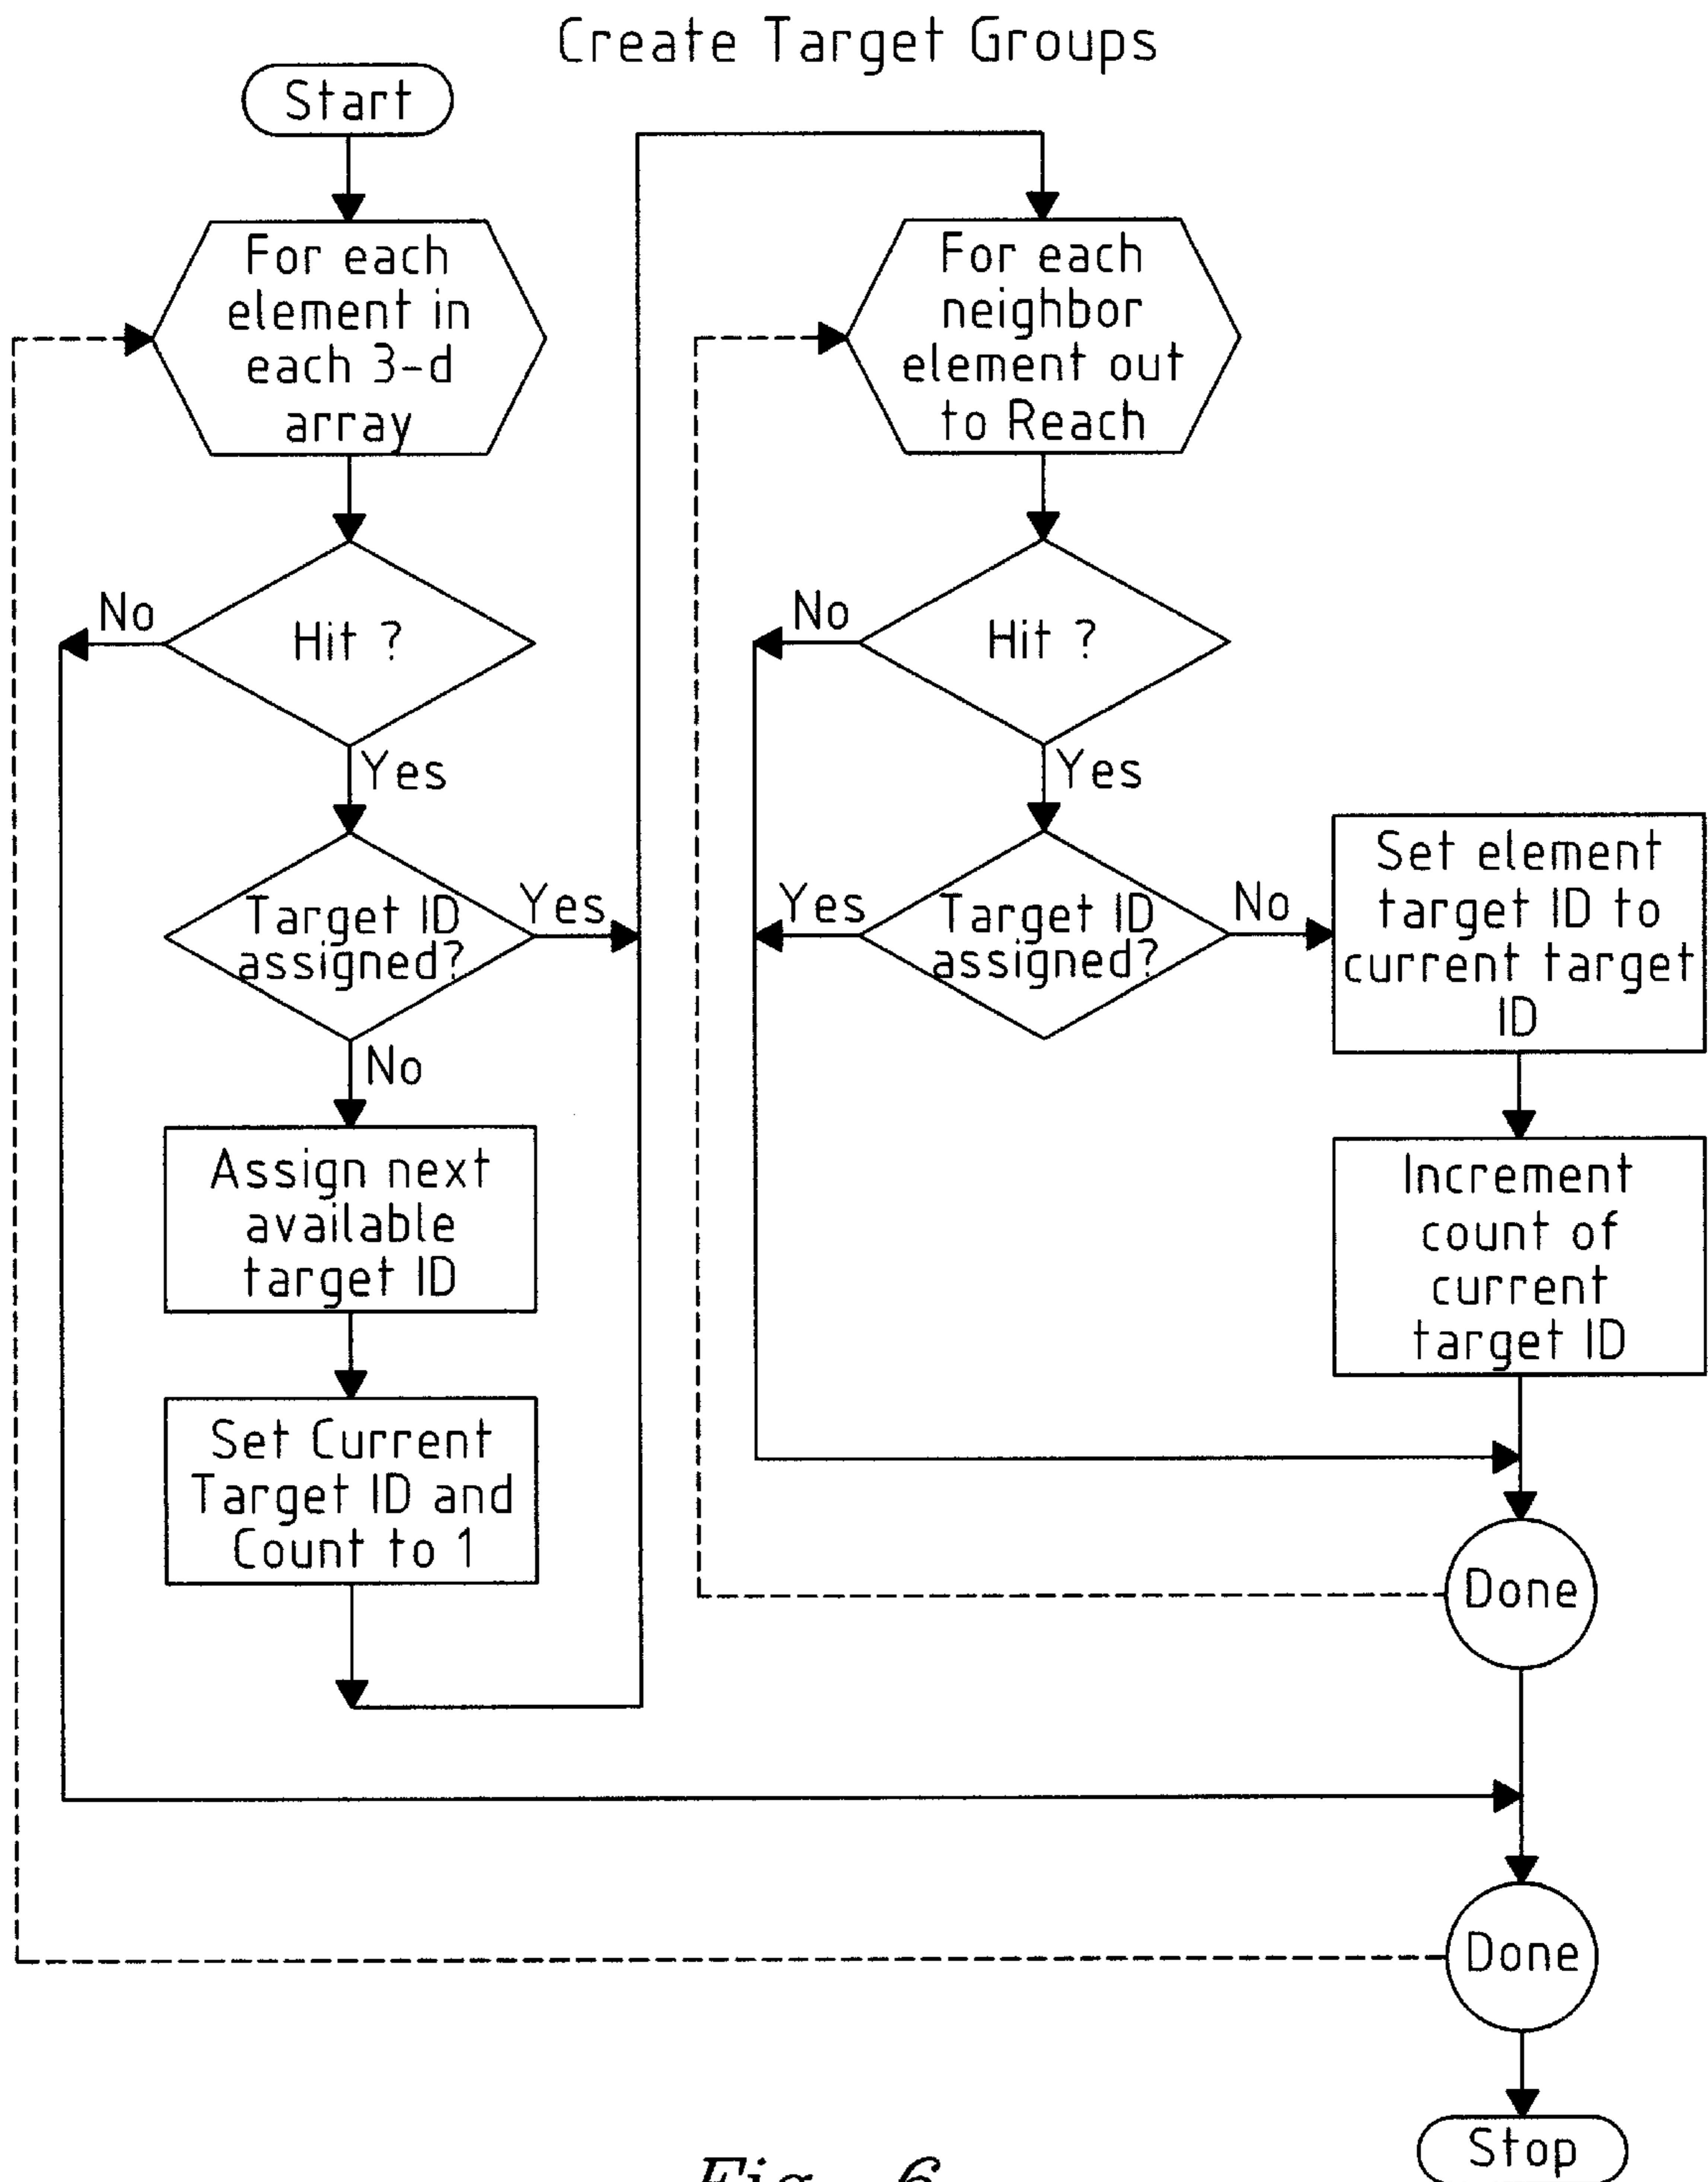 Create Target Groups
Start
For each
element in
each 3-d
array
Hit ?
No
Yes
Target ID
assigned?
Yes
No
Assign next
available
target ID
Set Current
Target ID and
Count to 1
For each
neighbor
element out
to Reach
Hit ?
No
Yes
Target ID
assigned?
Yes
No
Set element
target ID to
current target
ID
Increment
count of
current
target ID
Done
Done
Stop
Fig. 6